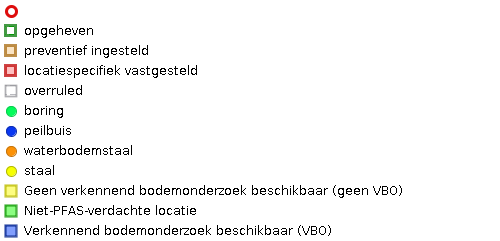 opgeheven
preventief ingesteld
locatiespecifiek vastgesteld
overruled
boring
peilbuis
waterbodemstaal
staal
Geen verkennend bodemonderzoek beschikbaar (geen VBO)
Niet-PFAS-verdachte locatie
Verkennend bodemonderzoek beschikbaar (VBO)